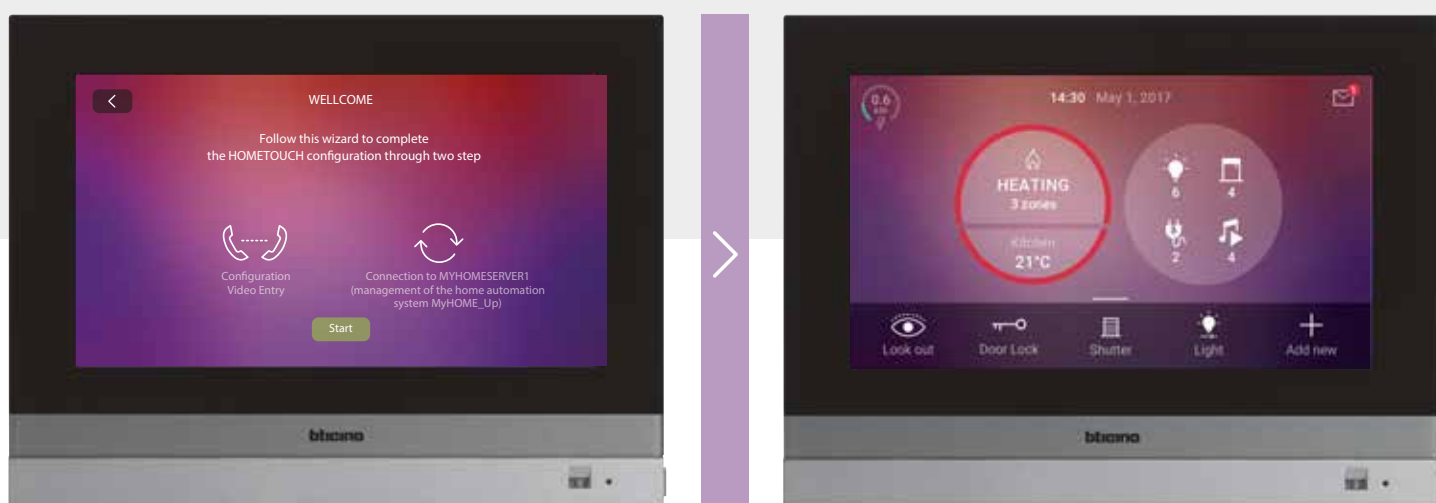 WELLCOME
Follow this wizard to complete
the HOMETOUCH configuration through two step
Configuration
Video Entry
Connection to MYHOMESERVER1
(management of the home automation
system MyHOME_Up)
Start
bticino
0.6
14:30 May 1, 2017
1
HEATING
3 zones
Kitchen
21°C
6
4
2
4
Look out
Door Lock
Shutter
Light
Add new
bticino